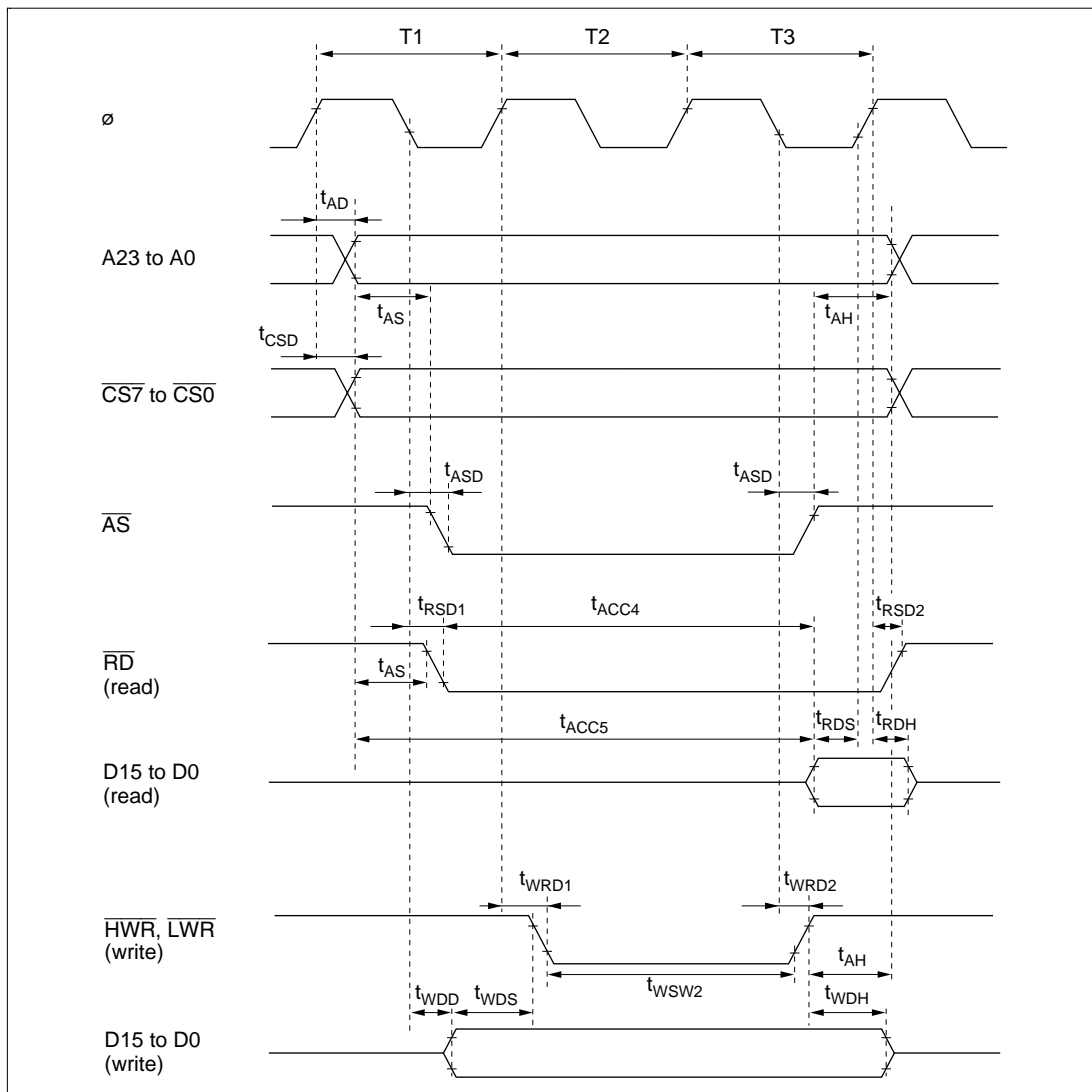 T1 T2 T3
ø
tAD
A23 to A0
tAS tAH
tCSD
CS7 to CS0
tASD tASD
AS
tRSD1 tACC4 tRSD2
RD
(read)
tAS
tACC5 tRDS tRDH
D15 to D0
(read)
tWRD1 tWRD2
HWR, LWR
(write)
tAH
tWSW2
tWDD tWDS tWDH
D15 to D0
(write)